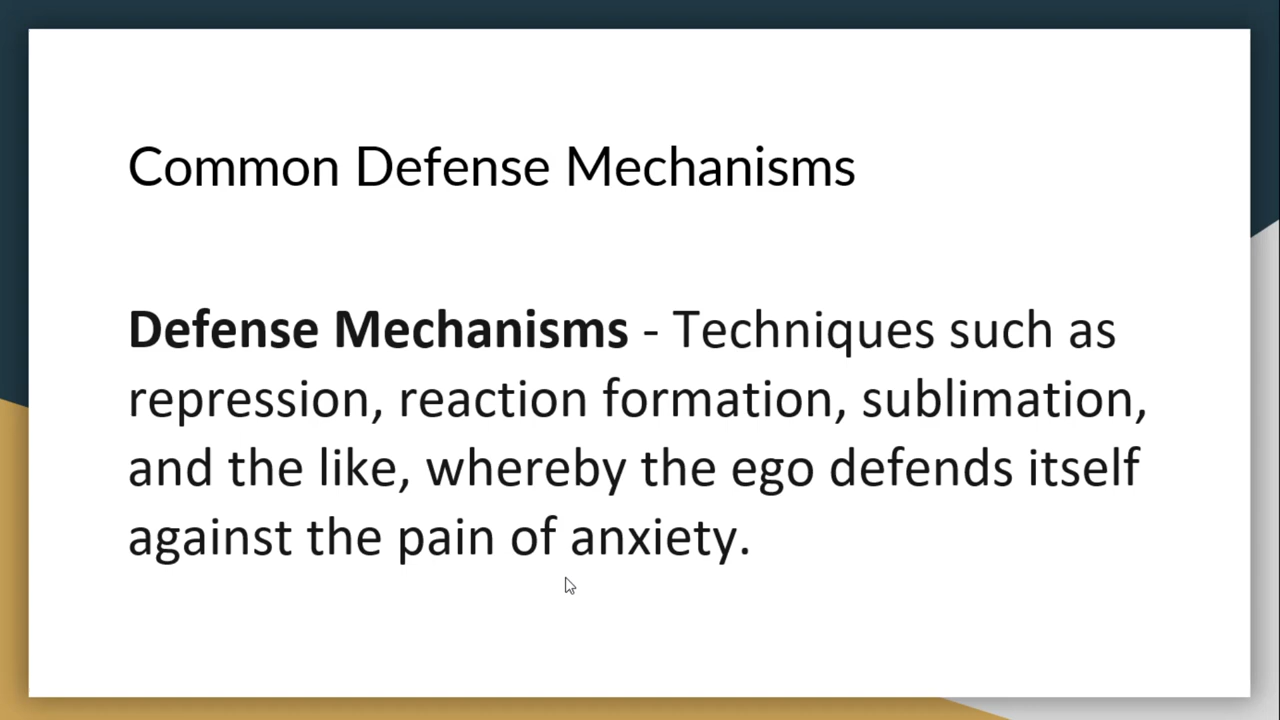 Common Defense Mechanisms
Defense Mechanisms - Techniques such as
repression, reaction formation, sublimation,
and the like, whereby the ego defends itself
against the pain of anxiety.